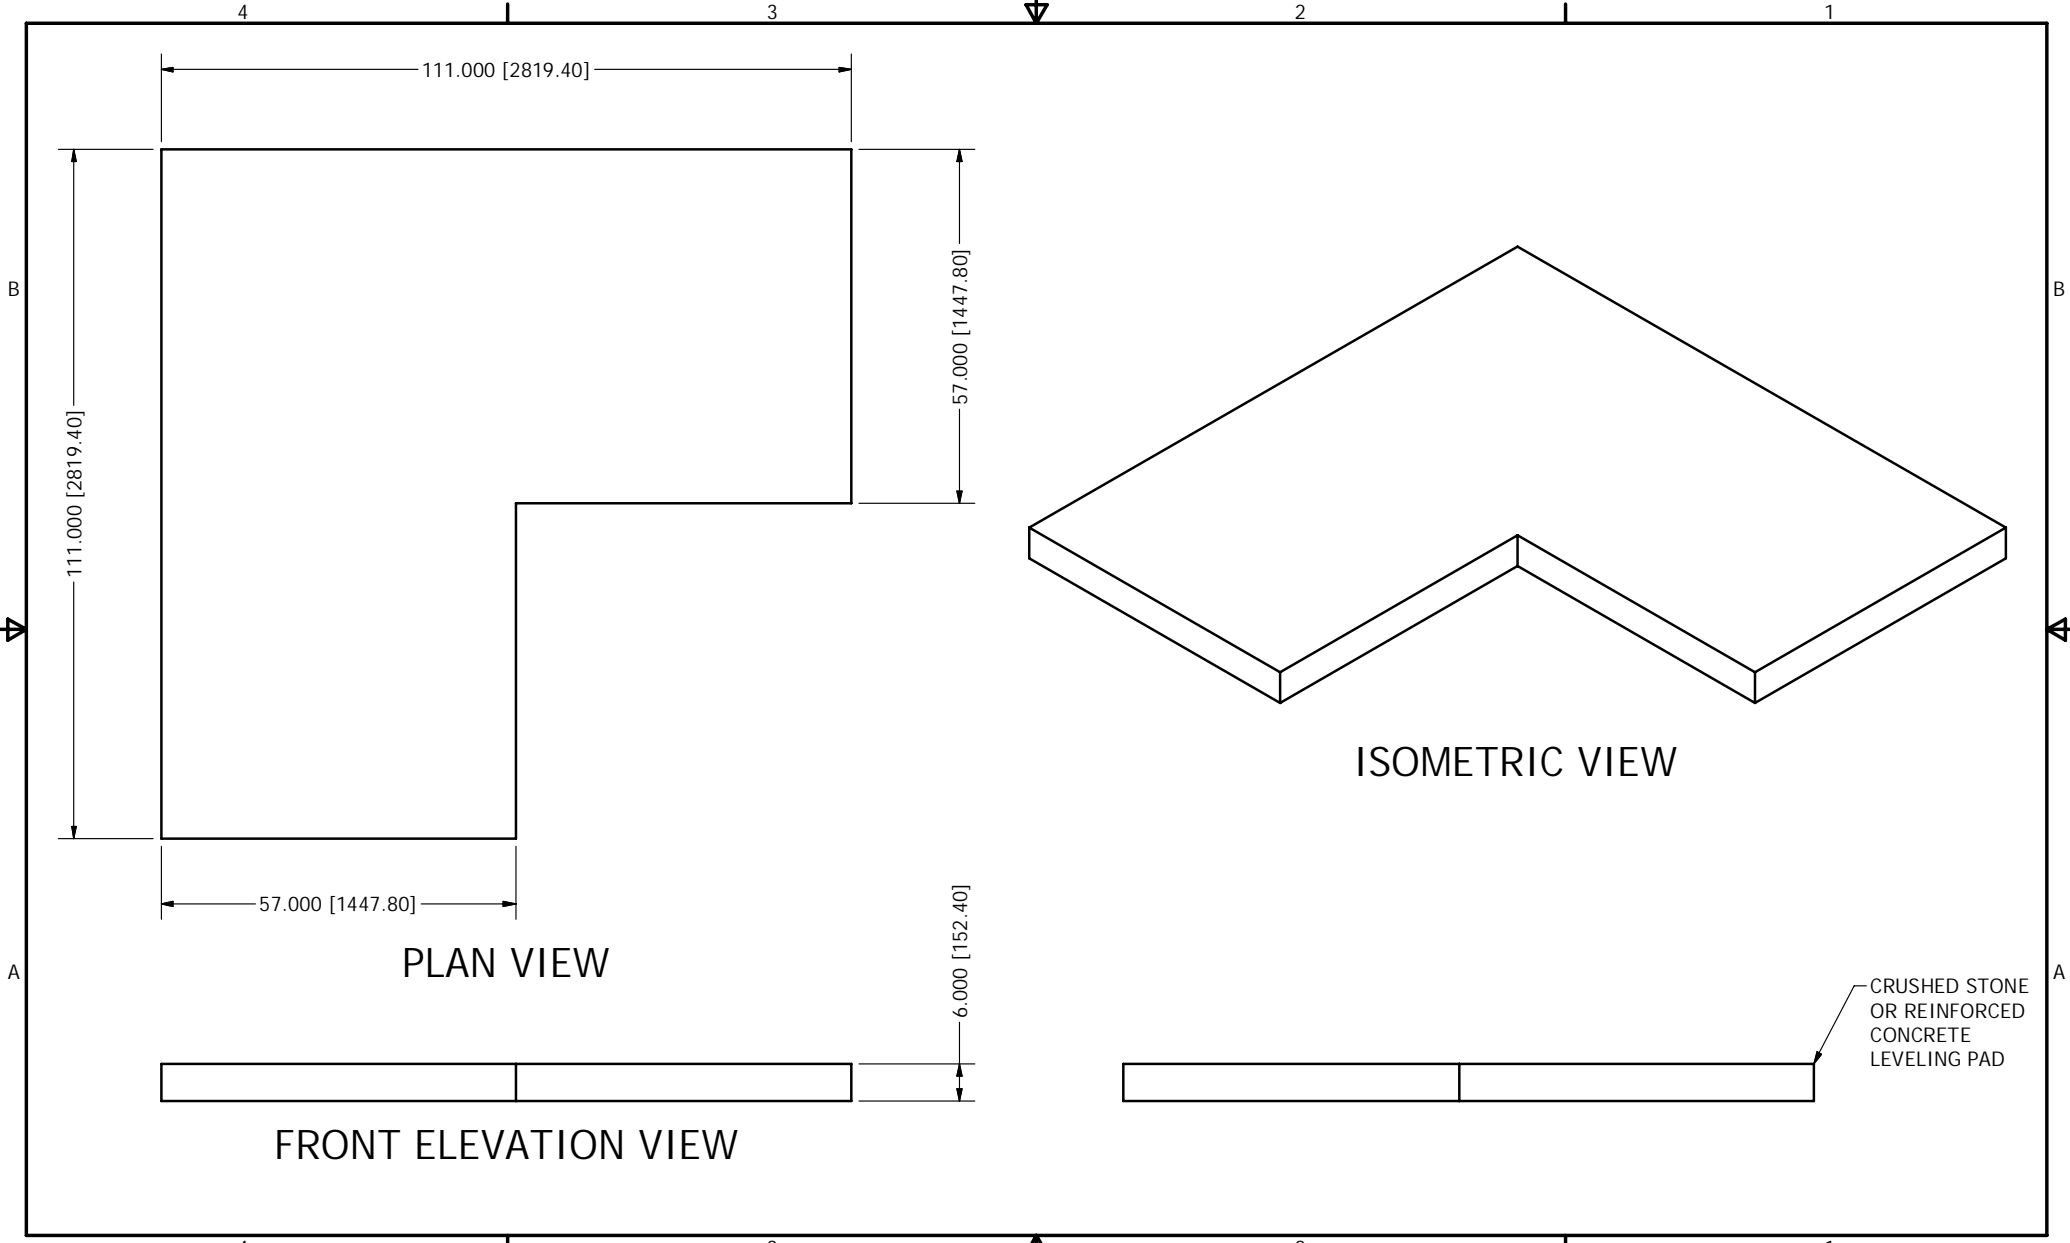 4 3 2 1
111.000 [2819.40]
111.000 [2819.40]
57.000 [1447.80]
B B
57.000 [1447.80]
PLAN VIEW
ISOMETRIC VIEW
6.000 [152.40]
A A
CRUSHED STONE
OR REINFORCED
CONCRETE
LEVELING PAD
FRONT ELEVATION VIEW